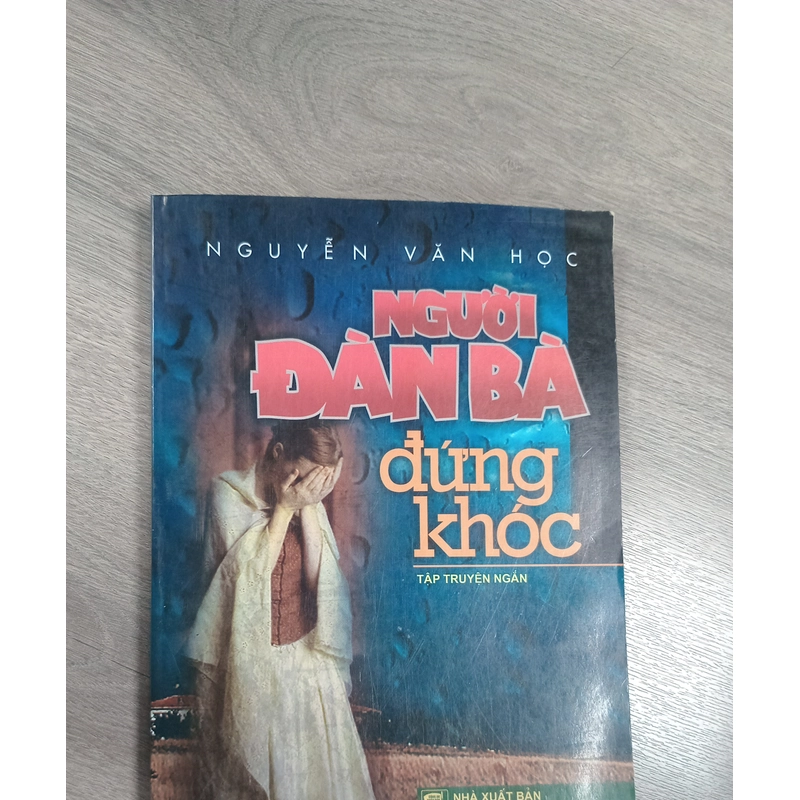 NGUYỄN VĂN HỌC
NGƯỜI
ĐÀN BÀ
đứng
khóc
TẬP TRUYỆN NGẮN
NHÀ XUẤT BẢN